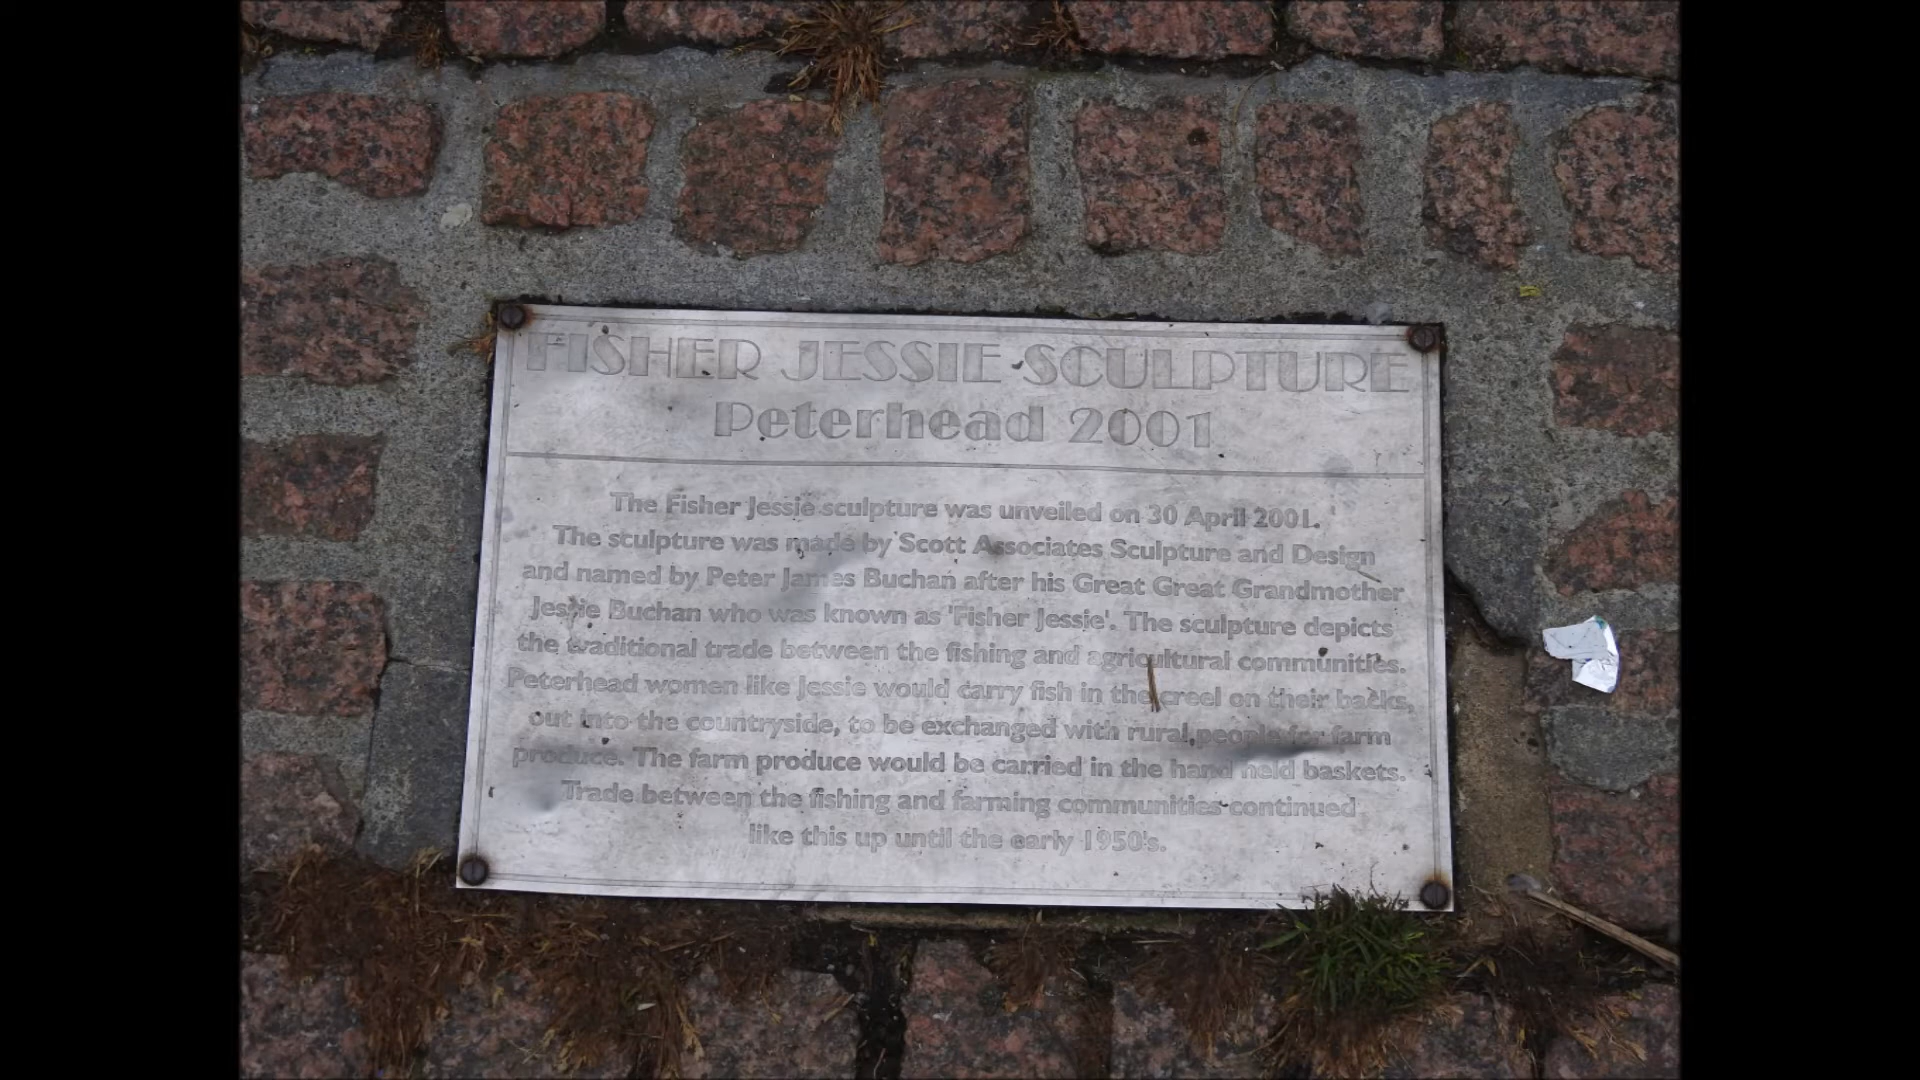 FISHER JESSIE SCULPTURE
Peterhead 2001
The Fisher Jessie sculpture was unveiled on 30 April 2001.
The sculpture was made by Scott Associates Sculpture and Design
and named by Peter James Buchan after his Great Great Grandmother
Jessie Buchan who was known as 'Fisher Jessie'. The sculpture depicts
the traditional trade between the fishing and agricultural communities.
Peterhead women like Jessie would carry fish in the creel on their backs,
out into the countryside, to be exchanged with rural people for farm
produce. The farm produce would be carried in the hand held baskets.
Trade between the fishing and farming communities continued
like this up until the early 1950's.